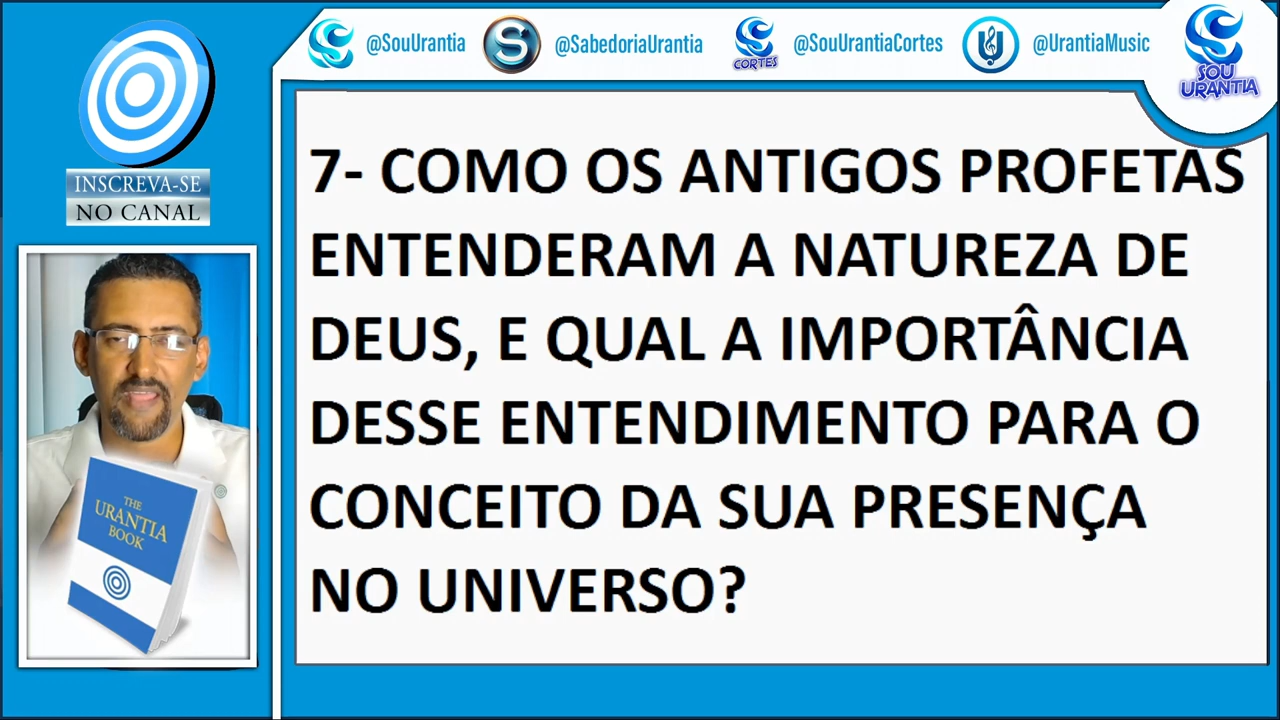 @SouUrantia
@SabedoriaUrantia
@SouUrantiaCortes
@UrantiaMusic
CORTES
SOU
URANTIA
INSCREVA-SE
NO CANAL
7- COMO OS ANTIGOS PROFETAS
ENTENDERAM A NATUREZA DE
DEUS, E QUAL A IMPORTÂNCIA
DESSE ENTENDIMENTO PARA O
CONCEITO DA SUA PRESENÇA
NO UNIVERSO?
THE
URANTIA
BOOK